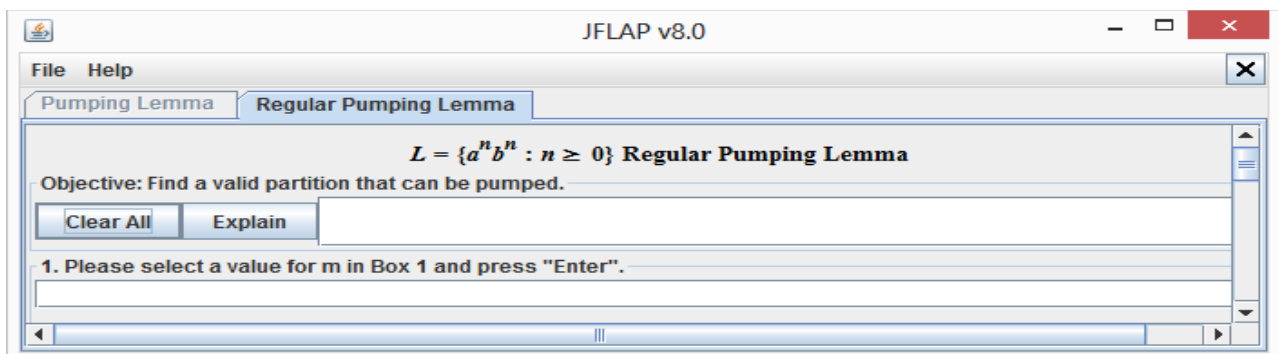 JFLAP v8.0
File Help
Pumping Lemma Regular Pumping Lemma
L = {aⁿbⁿ : n ≥ 0} Regular Pumping Lemma
Objective: Find a valid partition that can be pumped.
Clear All Explain
1. Please select a value for m in Box 1 and press "Enter".